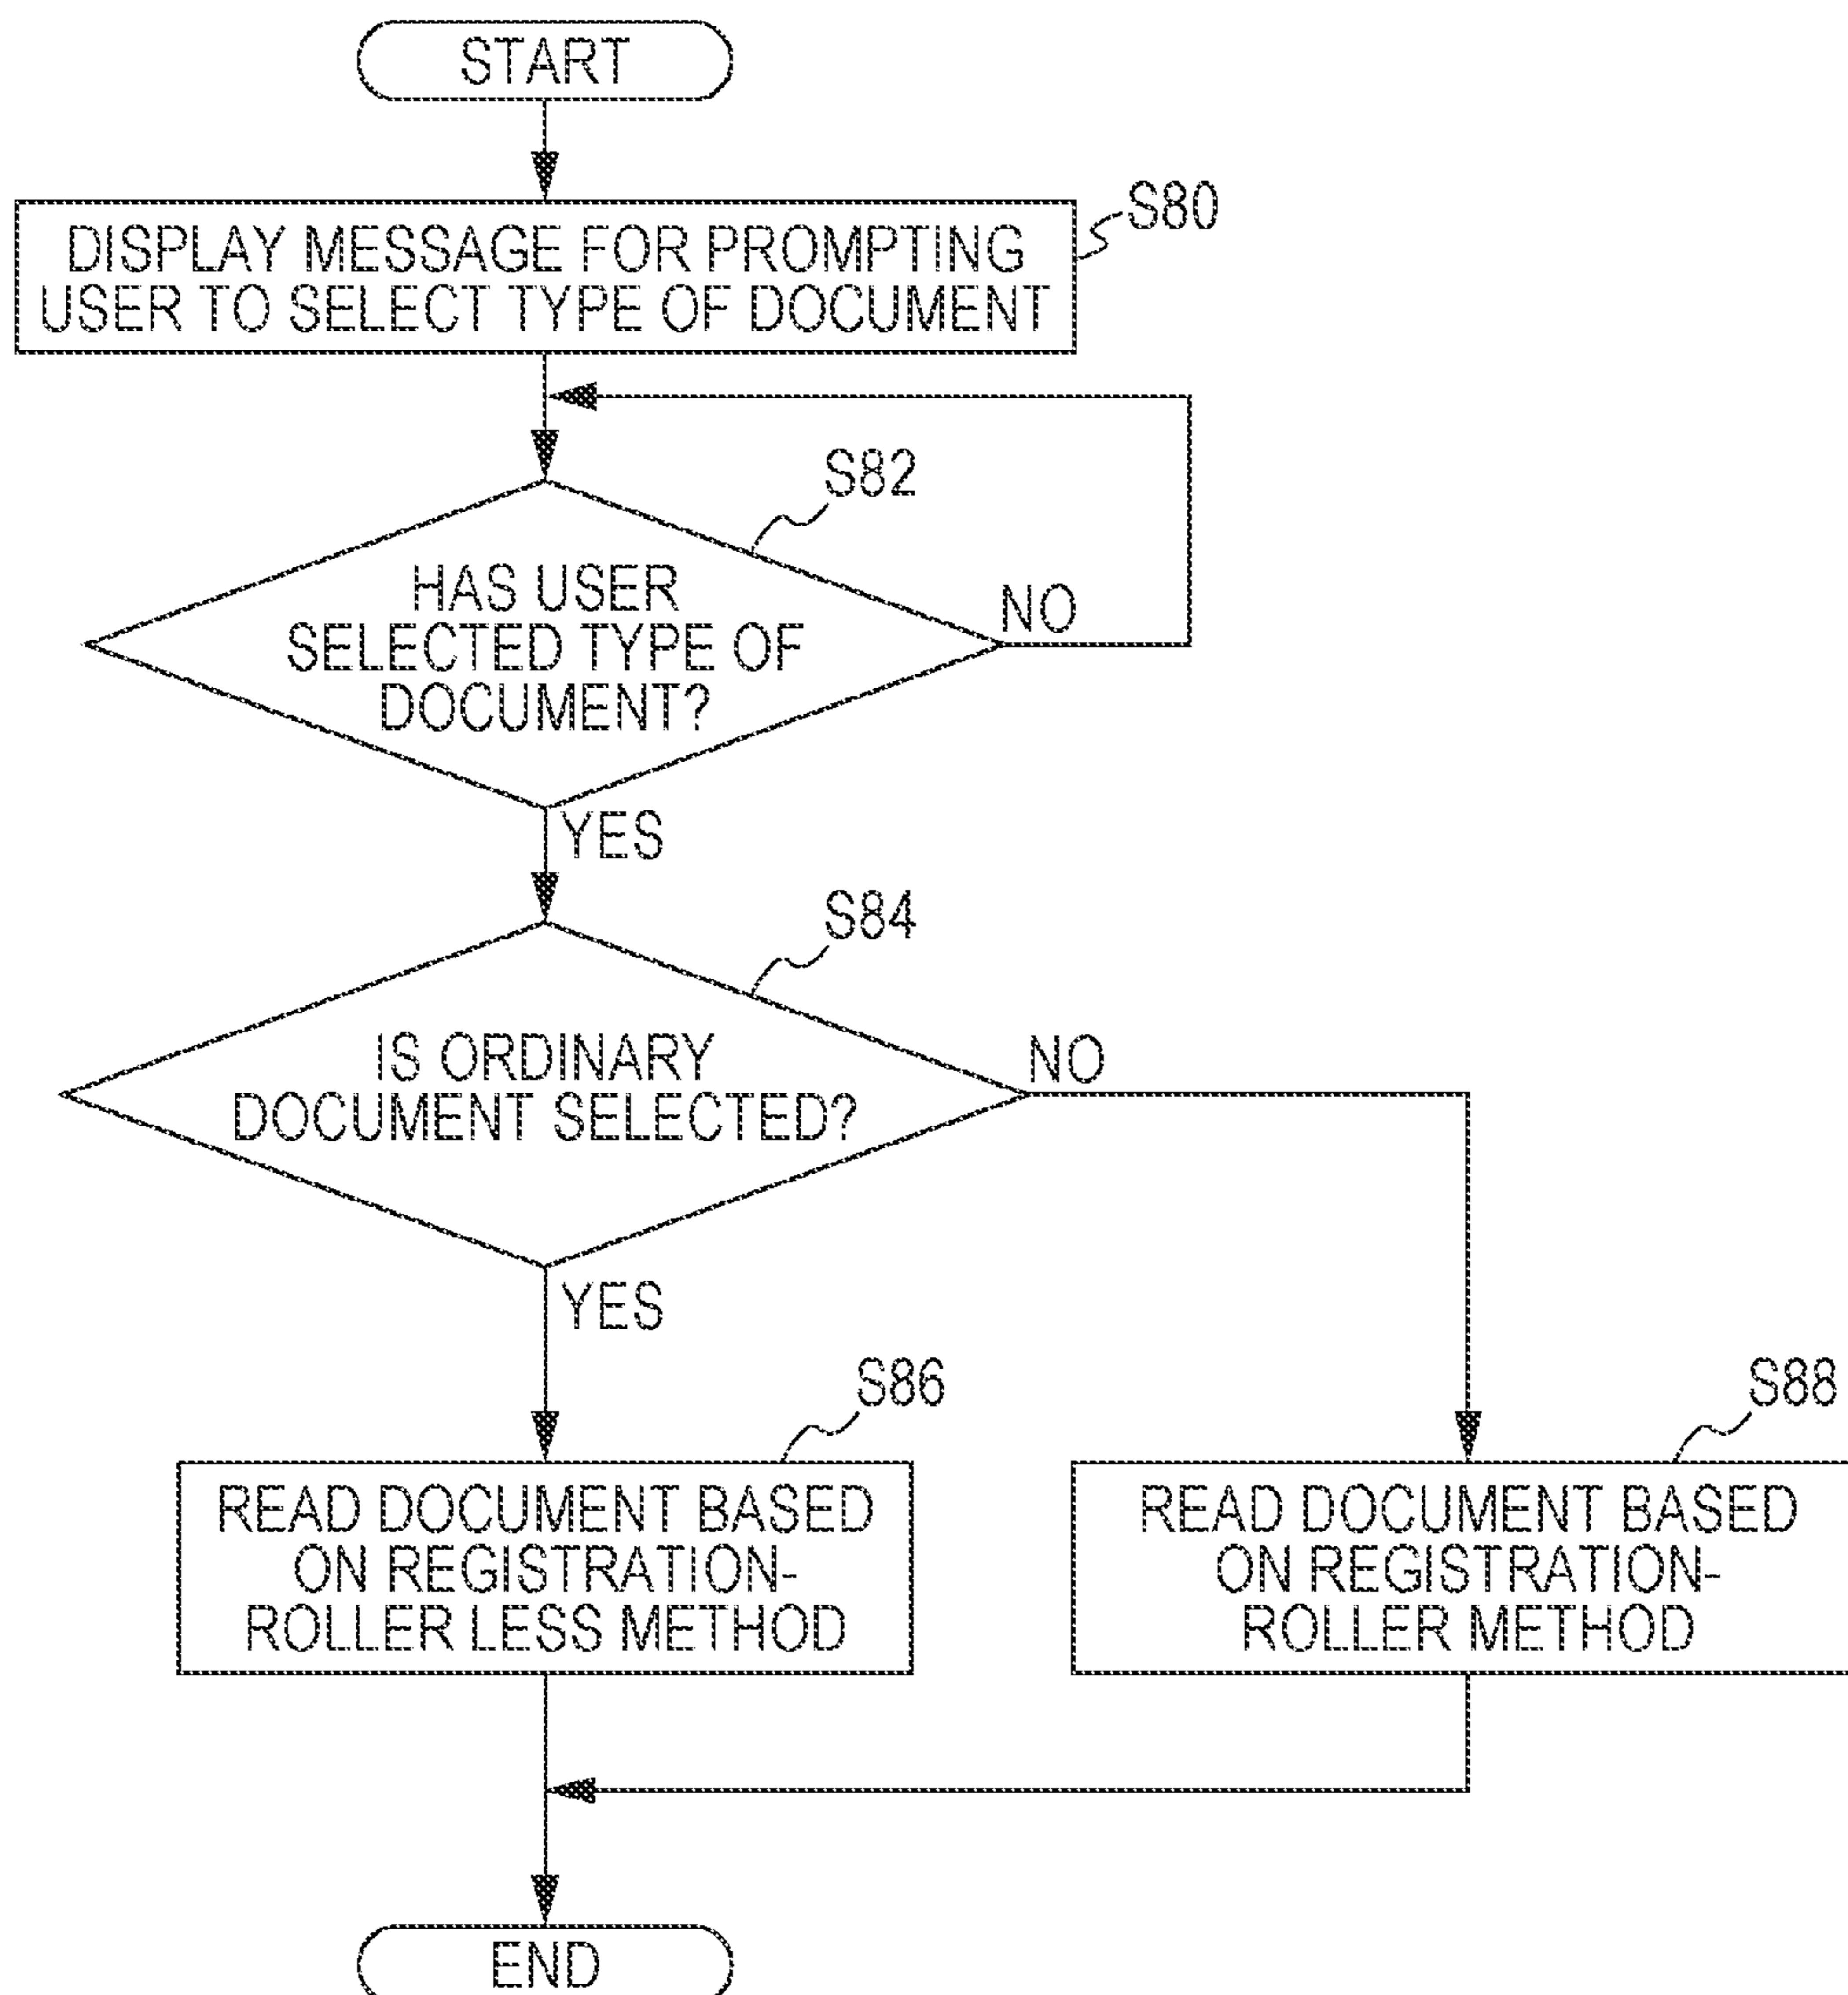 START
S80
DISPLAY MESSAGE FOR PROMPTING
USER TO SELECT TYPE OF DOCUMENT
S82
HAS USER
SELECTED TYPE OF
DOCUMENT?
NO
YES
S84
IS ORDINARY
DOCUMENT SELECTED?
NO
YES
S86
READ DOCUMENT BASED
ON REGISTRATION-
ROLLER LESS METHOD
S88
READ DOCUMENT BASED
ON REGISTRATION-
ROLLER METHOD
END